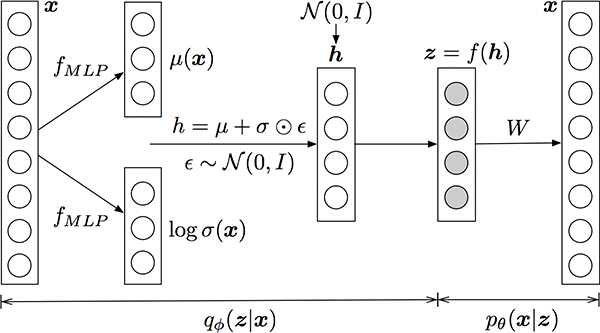 x
f_MLP
μ(x)
f_MLP
log σ(x)
h = μ + σ ⊙ ϵ
ϵ ∼ 𝒩(0, I)
𝒩(0, I)
h
z = f(h)
W
x
q_ϕ(z|x)
p_θ(x|z)